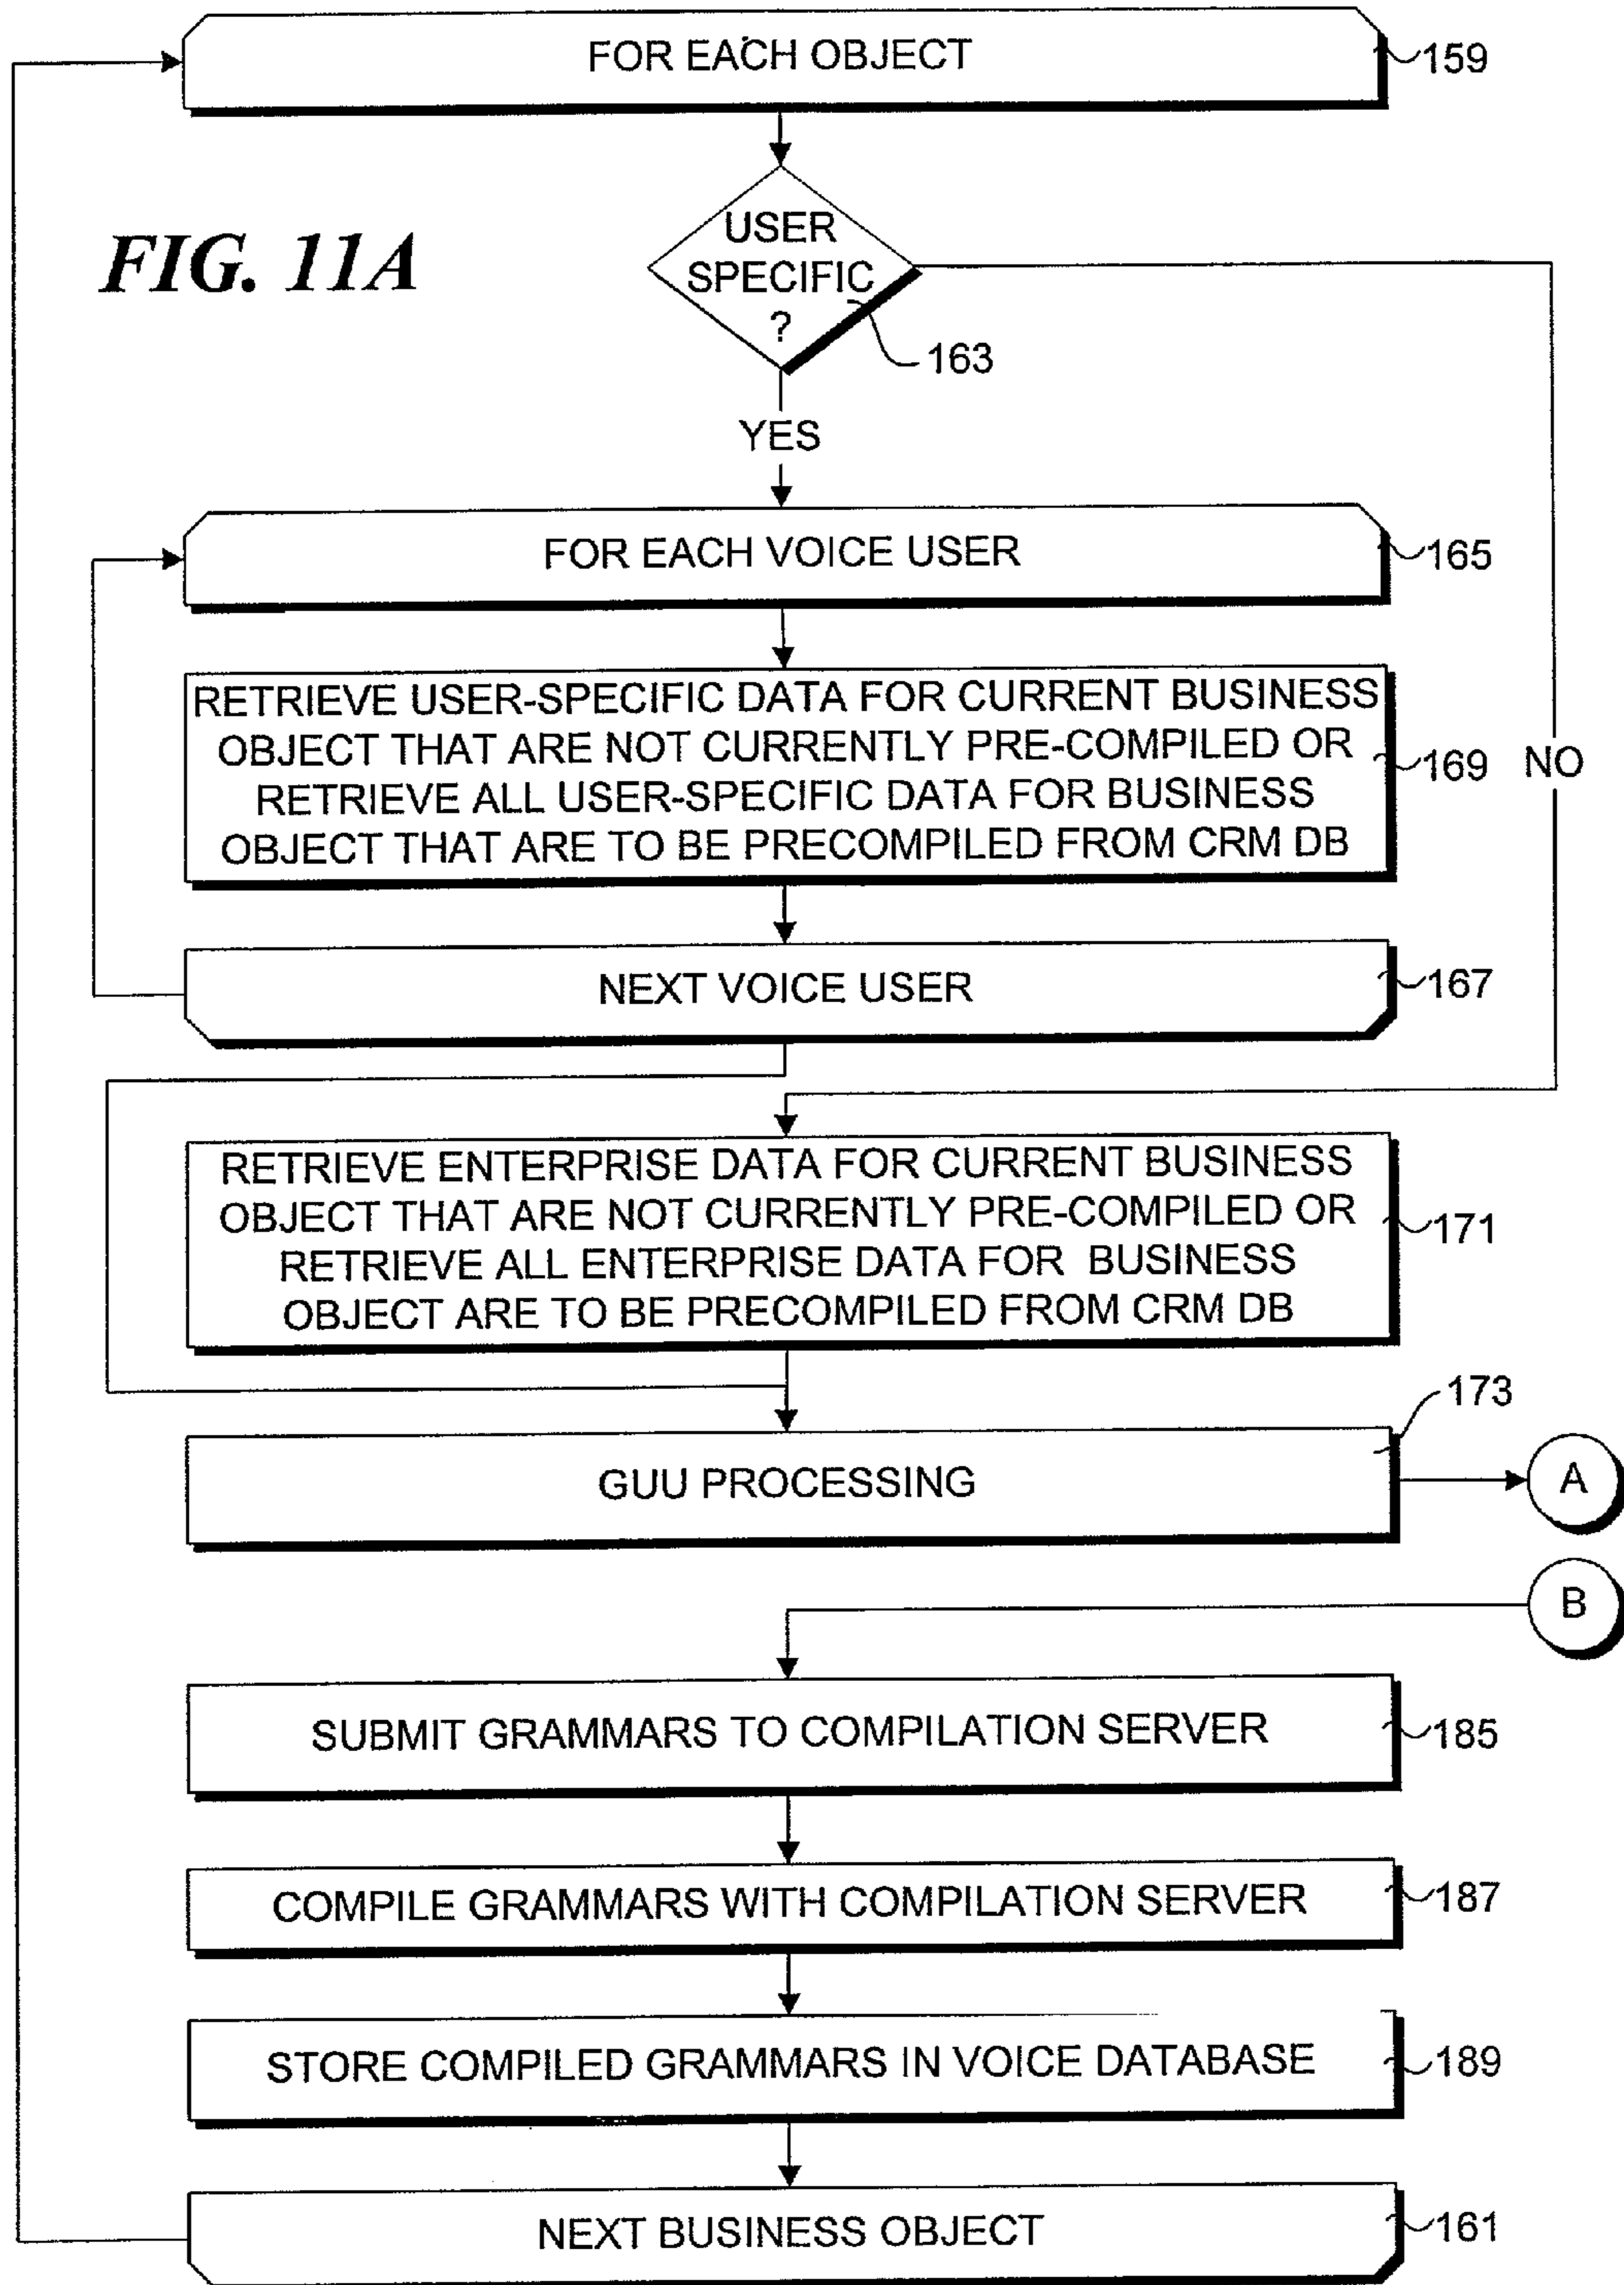 FOR EACH OBJECT
159
FIG. 11A
USER
SPECIFIC
?
163
YES
FOR EACH VOICE USER
165
RETRIEVE USER-SPECIFIC DATA FOR CURRENT BUSINESS
OBJECT THAT ARE NOT CURRENTLY PRE-COMPILED OR
RETRIEVE ALL USER-SPECIFIC DATA FOR BUSINESS
OBJECT THAT ARE TO BE PRECOMPILED FROM CRM DB
169
NO
NEXT VOICE USER
167
RETRIEVE ENTERPRISE DATA FOR CURRENT BUSINESS
OBJECT THAT ARE NOT CURRENTLY PRE-COMPILED OR
RETRIEVE ALL ENTERPRISE DATA FOR BUSINESS
OBJECT ARE TO BE PRECOMPILED FROM CRM DB
171
173
GUU PROCESSING
A
B
SUBMIT GRAMMARS TO COMPILATION SERVER
185
COMPILE GRAMMARS WITH COMPILATION SERVER
187
STORE COMPILED GRAMMARS IN VOICE DATABASE
189
NEXT BUSINESS OBJECT
161